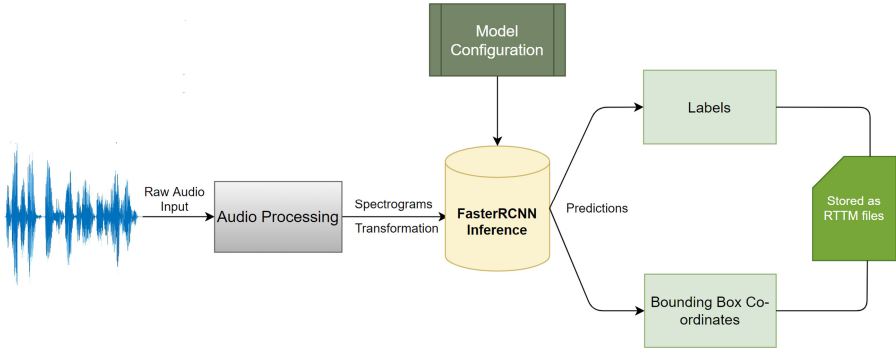 Model
Configuration
Raw Audio
Input
Audio Processing
Spectrograms
Transformation
FasterRCNN
Inference
Predictions
Labels
Bounding Box Co-
ordinates
Stored as
RTTM files